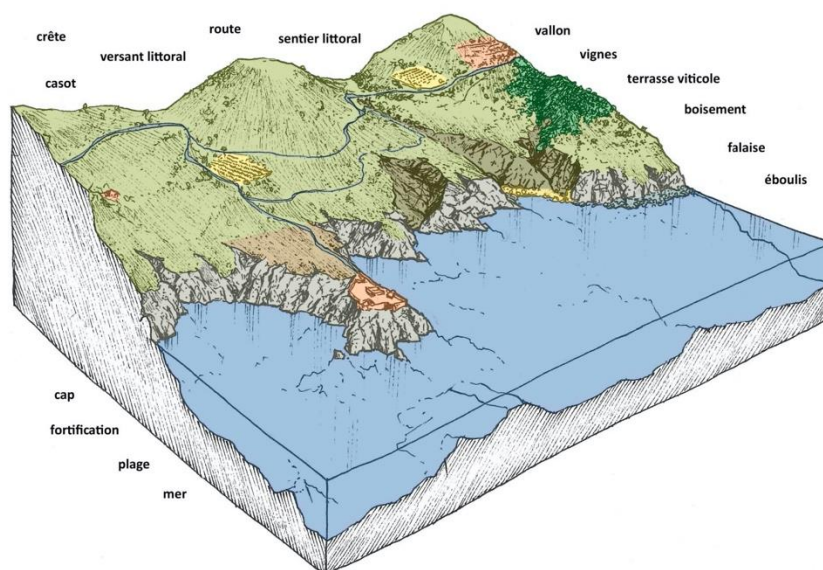 crête
route
versant littoral
sentier littoral
casot
vallon
vignes
terrasse viticole
boisement
falaise
éboulis
cap
fortification
plage
mer